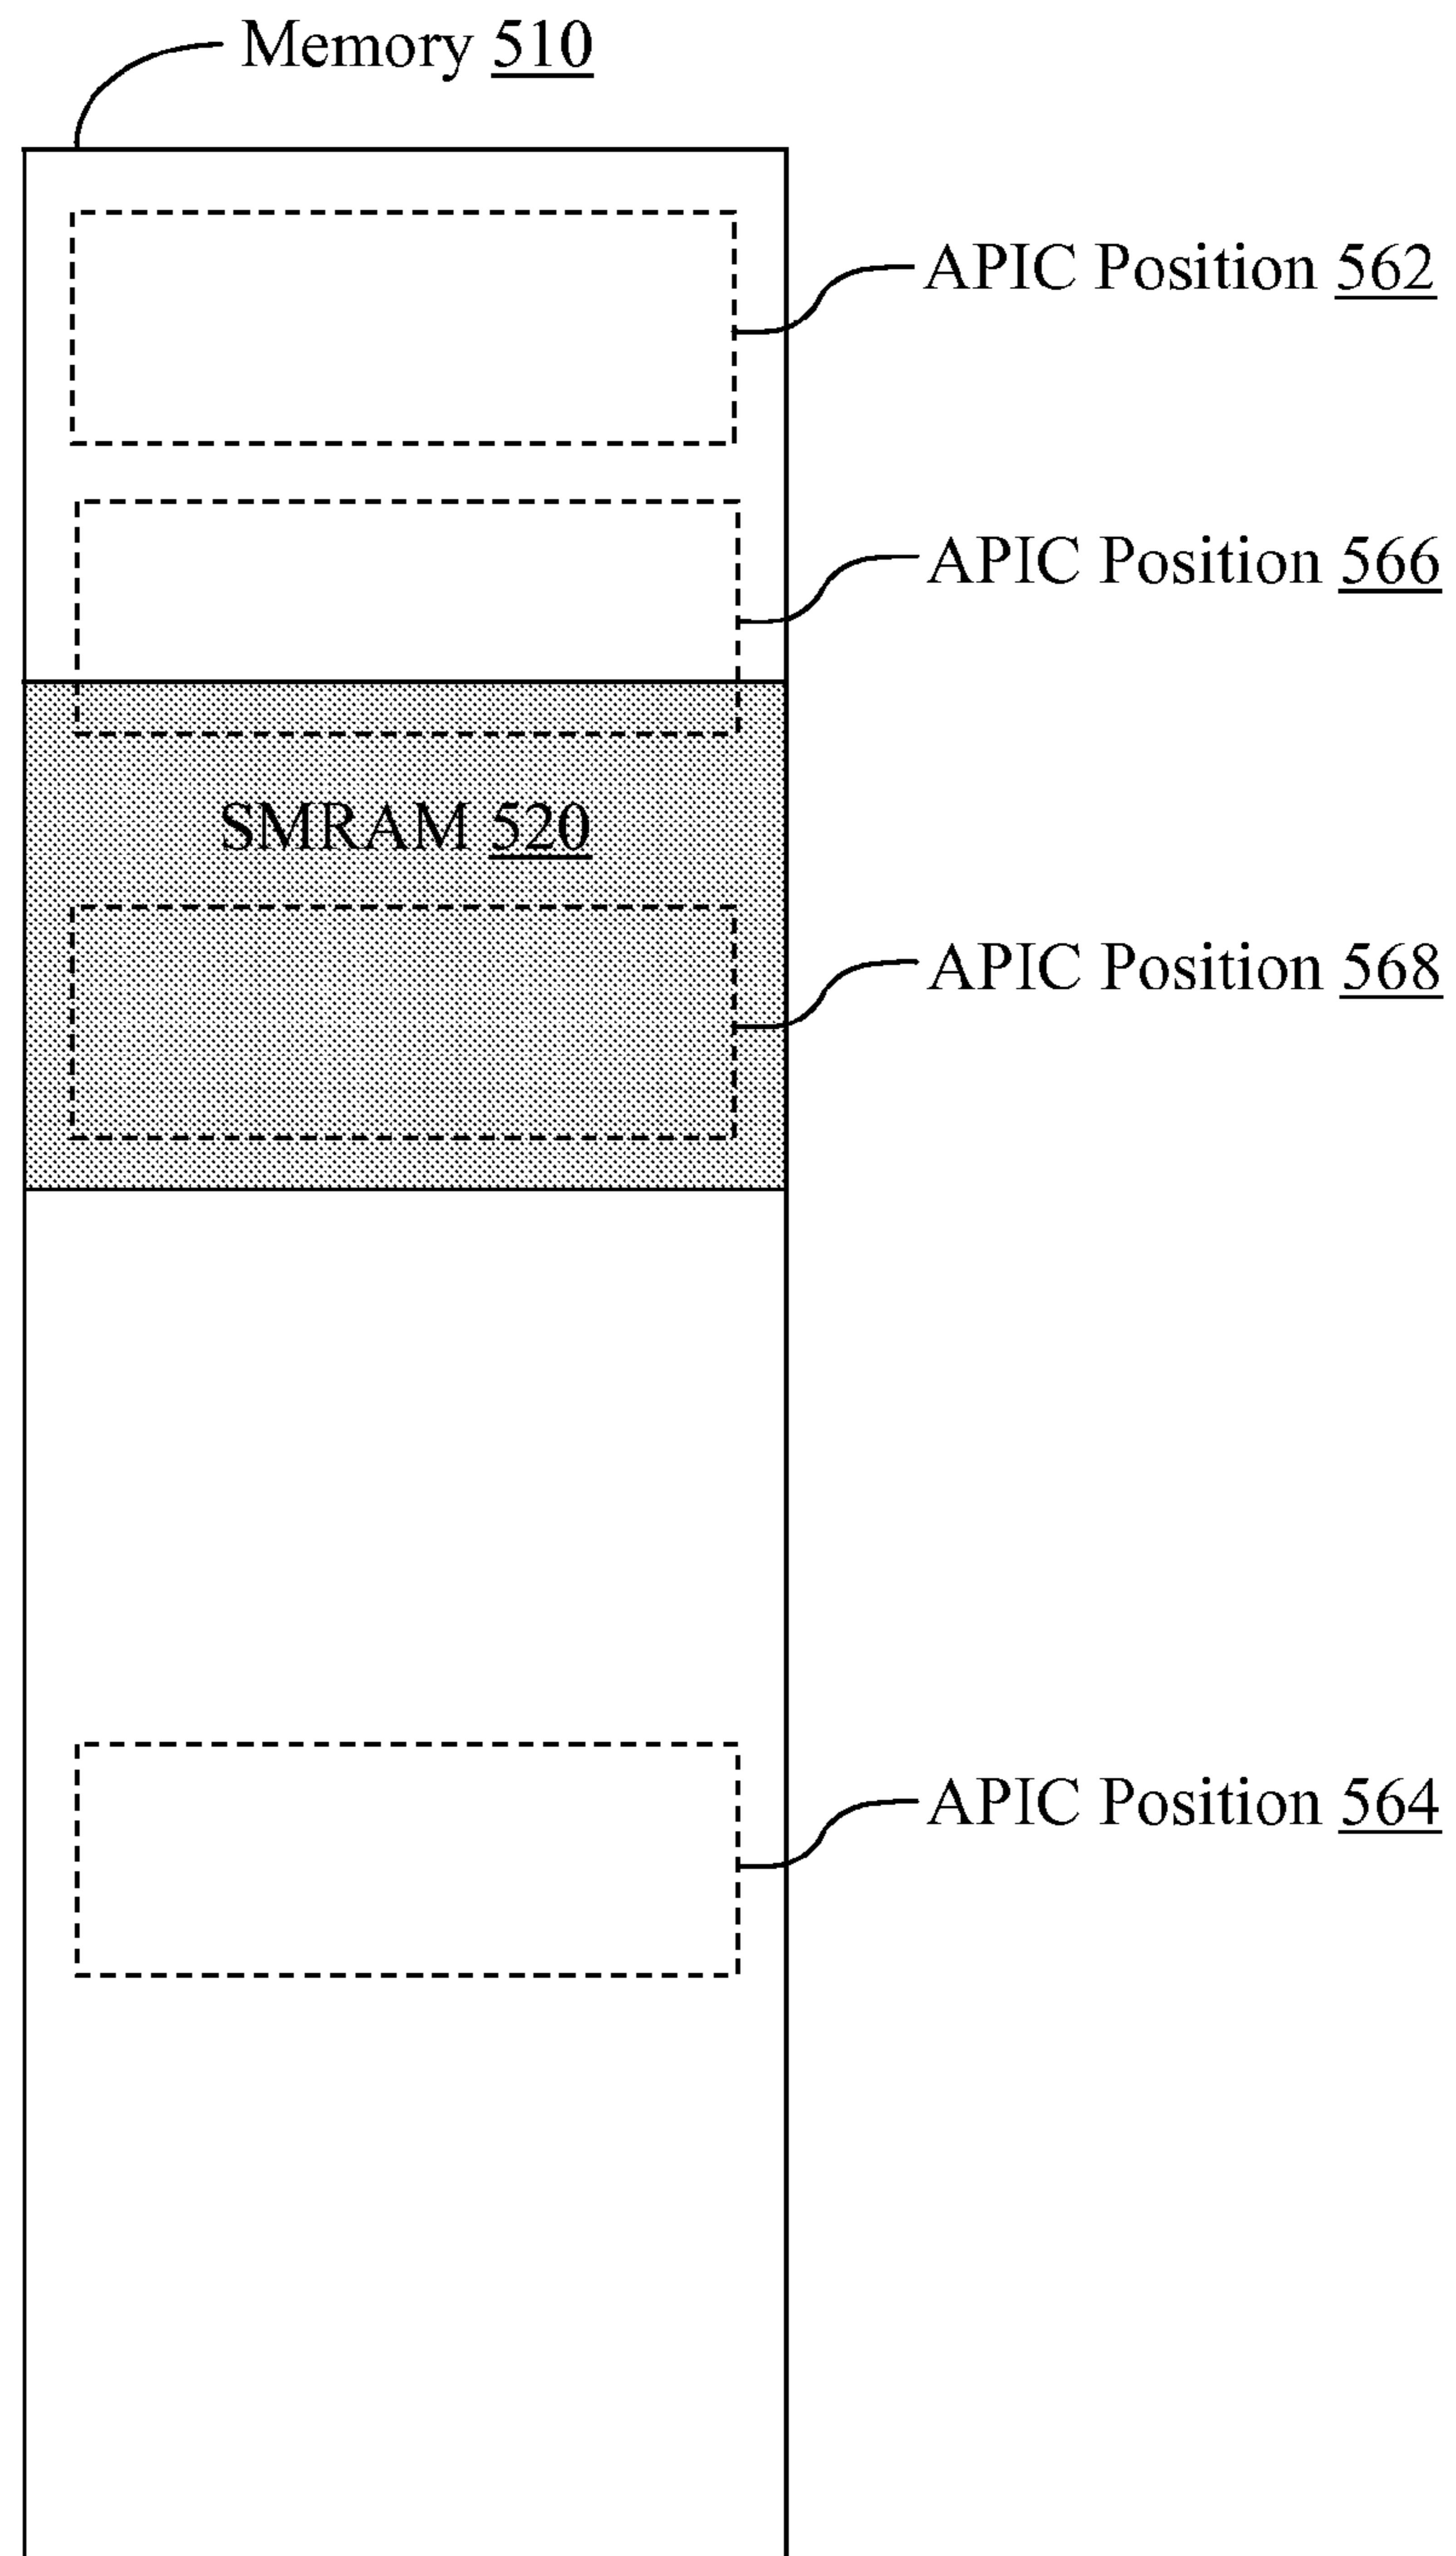 Memory 510
APIC Position 562
APIC Position 566
SMRAM 520
APIC Position 568
APIC Position 564